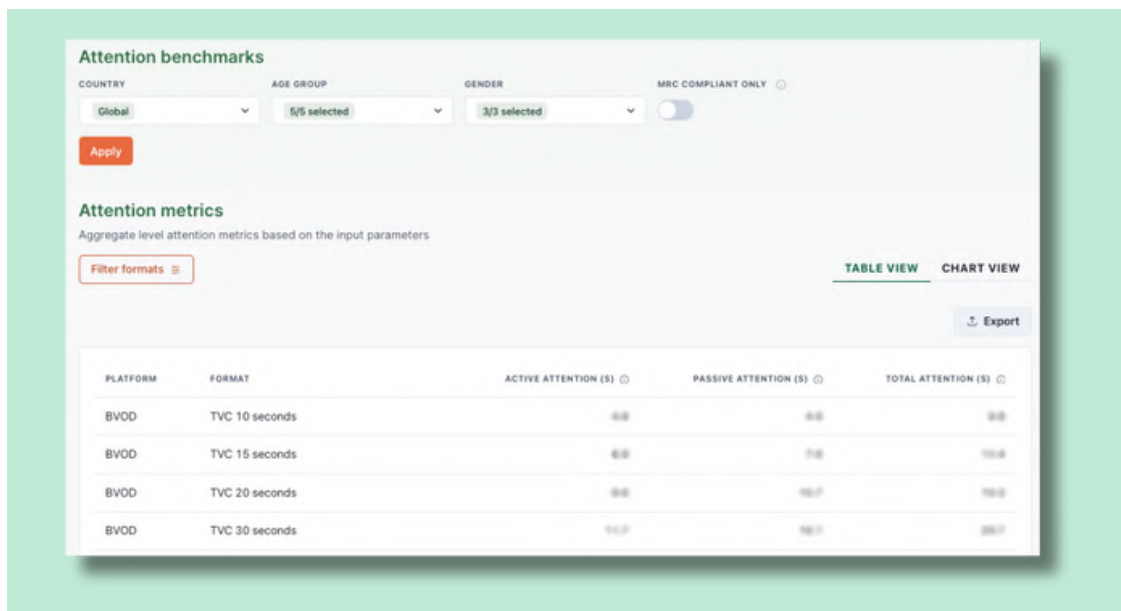 Attention benchmarks
COUNTRY AGE GROUP GENDER MRC COMPLIANT ONLY
Global 5/5 selected 3/3 selected
Apply
Attention metrics
Aggregate level attention metrics based on the input parameters
Filter formats
TABLE VIEW CHART VIEW
Export
PLATFORM FORMAT ACTIVE ATTENTION (S) PASSIVE ATTENTION (S) TOTAL ATTENTION (S)
BVOD TVC 10 seconds
BVOD TVC 15 seconds
BVOD TVC 20 seconds
BVOD TVC 30 seconds